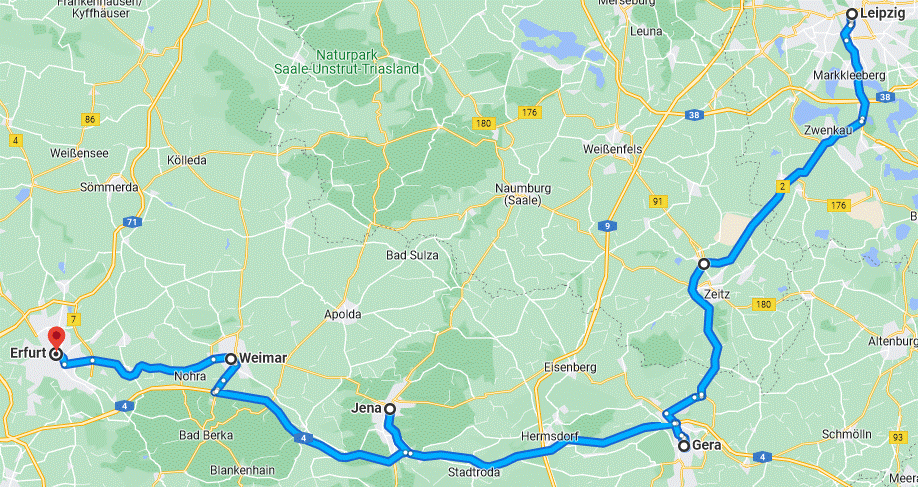 Frankenhausen/
Kyffhäuser
Merseburg
Leipzig
Leuna
Naturpark
Saale-Unstrut-Triasland
Markkleeberg
38
86
180
176
38
4
Weißensee
Kölleda
Weißenfels
Zwenkau
Sömmerda
Naumburg
(Saale)
2
91
176
71
9
Bad Sulza
Zeitz
180
7
Apolda
Altenburg
Erfurt
Weimar
Nohra
Eisenberg
4
Jena
Bad Berka
4
Hermsdorf
Gera
Schmölln
93
Blankenhain
Stadtroda
4